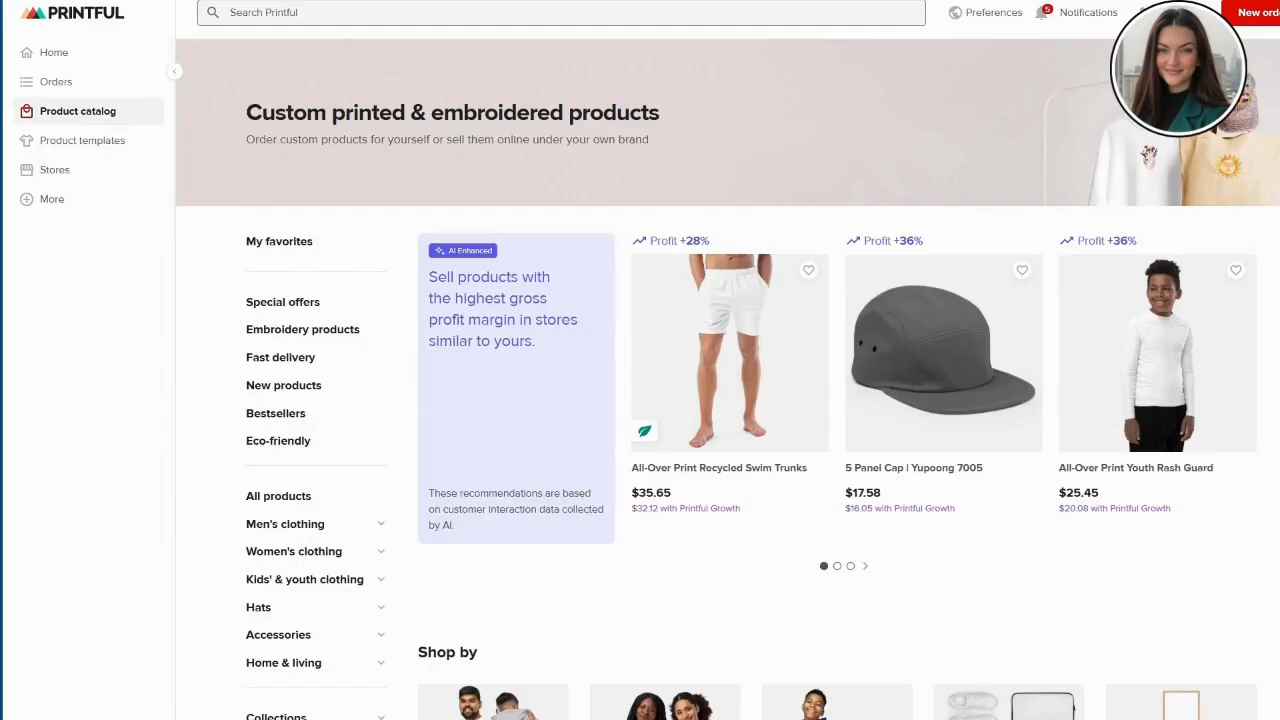 PRINTFUL
Search Printful
Preferences
5
Notifications
New ord
Home
Orders
Product catalog
Product templates
Stores
More
Custom printed & embroidered products
Order custom products for yourself or sell them online under your own brand
My favorites
Special offers
Embroidery products
Fast delivery
New products
Bestsellers
Eco-friendly
All products
Men's clothing
Women's clothing
Kids' & youth clothing
Hats
Accessories
Home & living
Collections
AI Enhanced
Sell products with
the highest gross
profit margin in stores
similar to yours.
These recommendations are based
on customer interaction data collected
by AI.
Profit +28%
All-Over Print Recycled Swim Trunks
$35.65
$32.12 with Printful Growth
Profit +36%
5 Panel Cap | Yupoong 7005
$17.58
$16.05 with Printful Growth
Profit +36%
All-Over Print Youth Rash Guard
$25.45
$20.08 with Printful Growth
Shop by